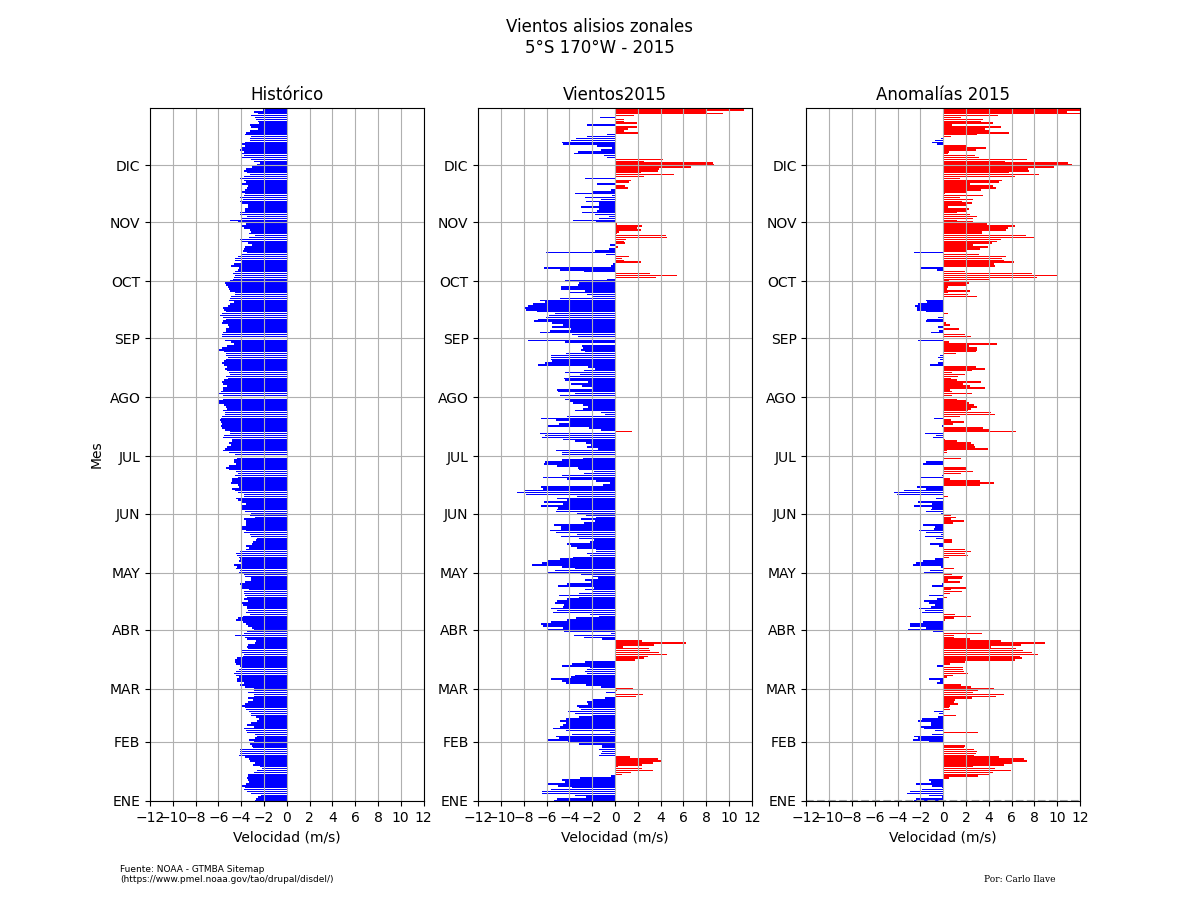 Vientos alisios zonales
5°S 170°W - 2015
Histórico
Vientos2015
Anomalías 2015
DIC
NOV
OCT
SEP
AGO
JUL
JUN
MAY
ABR
MAR
FEB
ENE
Mes
−12 −10 −8 −6 −4 −2 0 2 4 6 8 10 12
Velocidad (m/s)
DIC
NOV
OCT
SEP
AGO
JUL
JUN
MAY
ABR
MAR
FEB
ENE
−12 −10 −8 −6 −4 −2 0 2 4 6 8 10 12
Velocidad (m/s)
DIC
NOV
OCT
SEP
AGO
JUL
JUN
MAY
ABR
MAR
FEB
ENE
−12 −10 −8 −6 −4 −2 0 2 4 6 8 10 12
Velocidad (m/s)
Fuente: NOAA - GTMBA Sitemap
(https://www.pmel.noaa.gov/tao/drupal/disdel/)
Por: Carlo Ilave